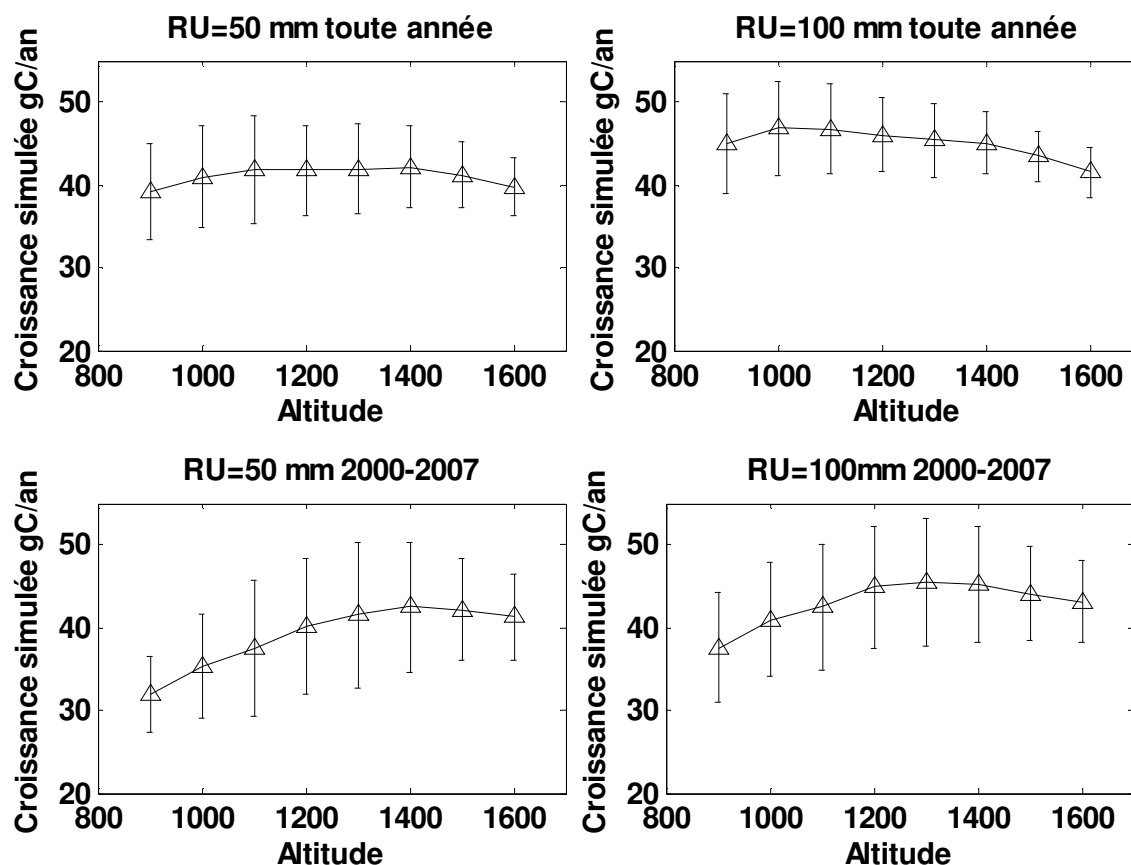 RU=50 mm toute année
Croissance simulée gC/an
50
40
30
20
800 1000 1200 1400 1600
Altitude
RU=100 mm toute année
Croissance simulée gC/an
50
40
30
20
800 1000 1200 1400 1600
Altitude
RU=50 mm 2000-2007
Croissance simulée gC/an
50
40
30
20
800 1000 1200 1400 1600
Altitude
RU=100mm 2000-2007
Croissance simulée gC/an
50
40
30
20
800 1000 1200 1400 1600
Altitude